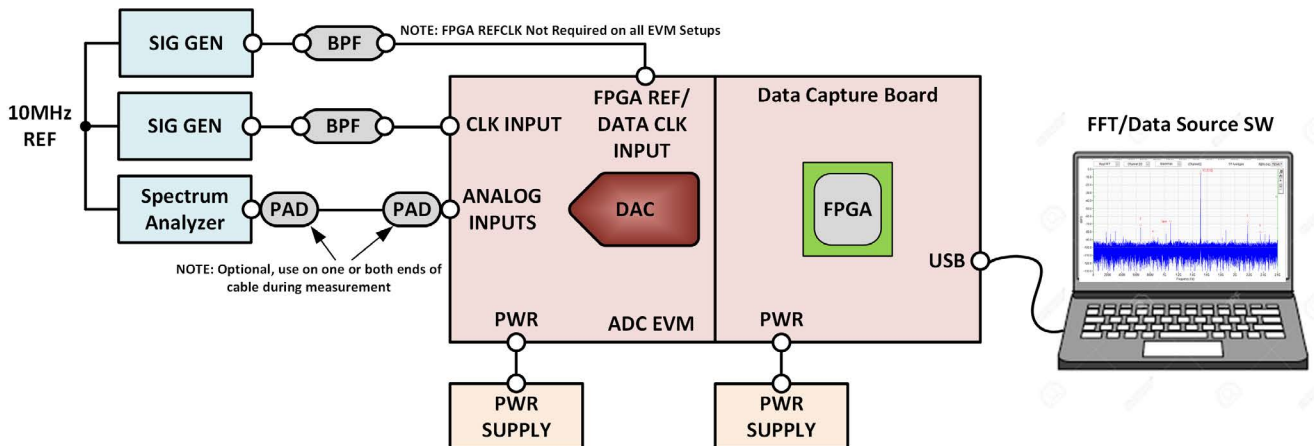 SIG GEN
BPF
NOTE: FPGA REFCLK Not Required on all EVM Setups
10MHz
REF
SIG GEN
BPF
CLK INPUT
FPGA REF/
DATA CLK
INPUT
Data Capture Board
FFT/Data Source SW
Spectrum
Analyzer
PAD
PAD
ANALOG
INPUTS
DAC
FPGA
NOTE: Optional, use on one or both ends of
cable during measurement
USB
PWR
ADC EVM
PWR
PWR
SUPPLY
PWR
SUPPLY